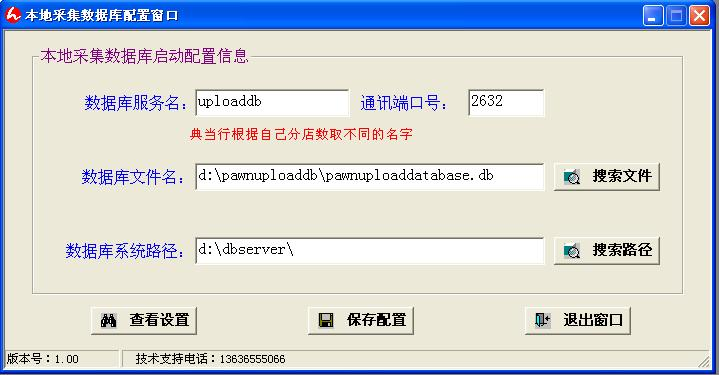 本地采集数据库配置窗口
本地采集数据库启动配置信息
数据库服务名：uploaddb 通讯端口号： 2632
典当行根据自己分店数取不同的名字
数据库文件名： d:\pawnuploaddb\pawnuploaddatabase.db 搜索文件
数据库系统路径： d:\dbserver\ 搜索路径
查看设置 保存配置 退出窗口
版本号：1.00 技术支持电话：13636555066